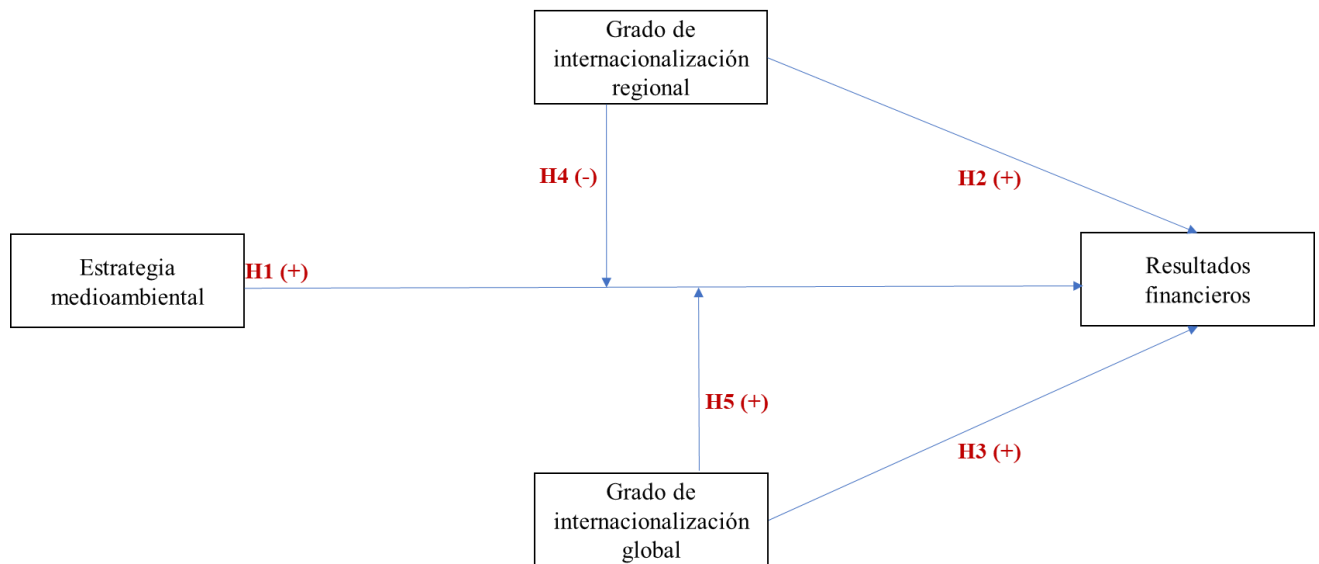 Grado de
internacionalización
regional
H4 (-)
H2 (+)
Estrategia
medioambiental
H1 (+)
Resultados
financieros
H5 (+)
H3 (+)
Grado de
internacionalización
global